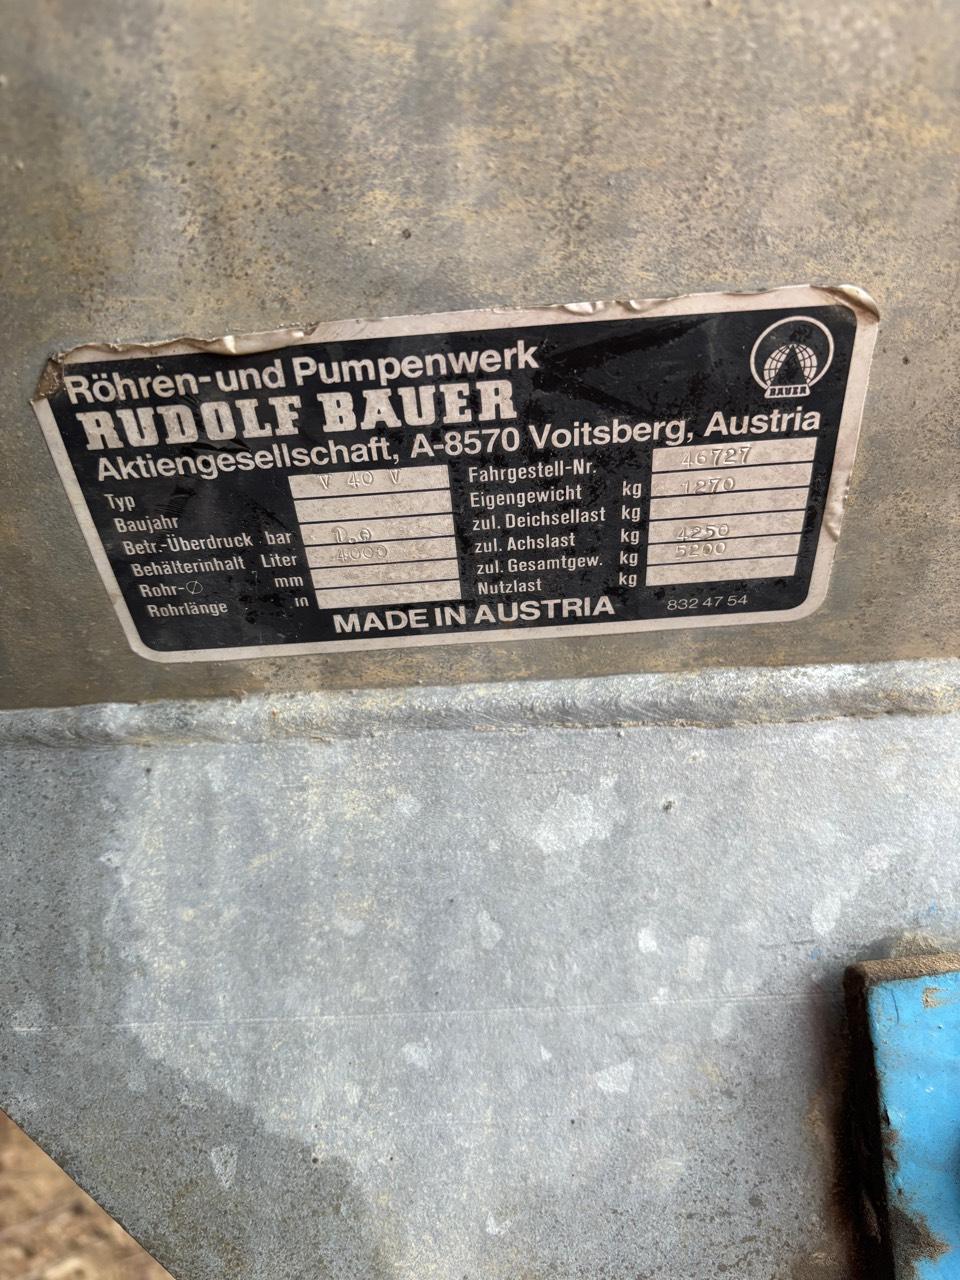 Röhren- und Pumpenwerk
RUDOLF BAUER
Aktiengesellschaft, A-8570 Voitsberg, Austria
BAUER
Typ V 40 V
Baujahr
Betr.-Überdruck bar
Behälterinhalt Liter 4000
Rohr-∅ mm
Rohrlänge m
Fahrgestell-Nr. 46727
Eigengewicht kg 1270
zul. Deichsellast kg
zul. Achslast kg 4250
zul. Gesamtgew. kg 5200
Nutzlast kg
MADE IN AUSTRIA
832 47 54